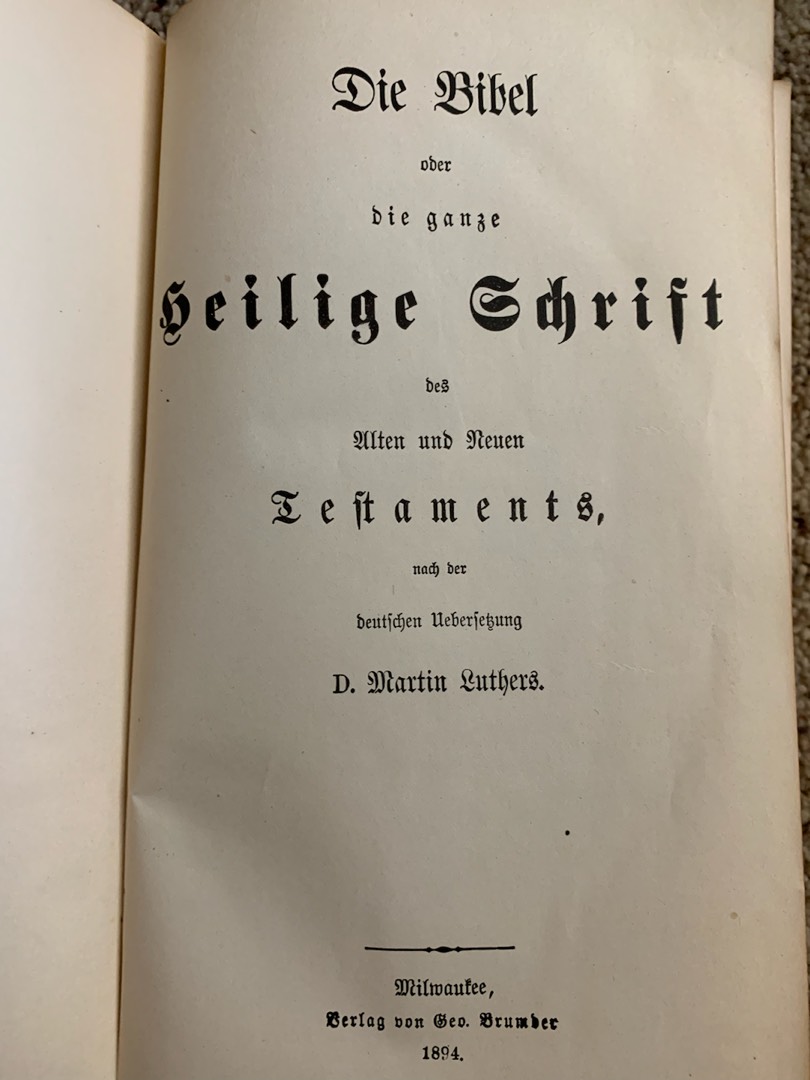 Die Bibel
oder
die ganze
Heilige Schrift
des
Alten und Neuen
Testaments,
nach der
deutschen Uebersetzung
D. Martin Luthers.
Milwaukee,
Verlag von Geo. Brumder
1894.